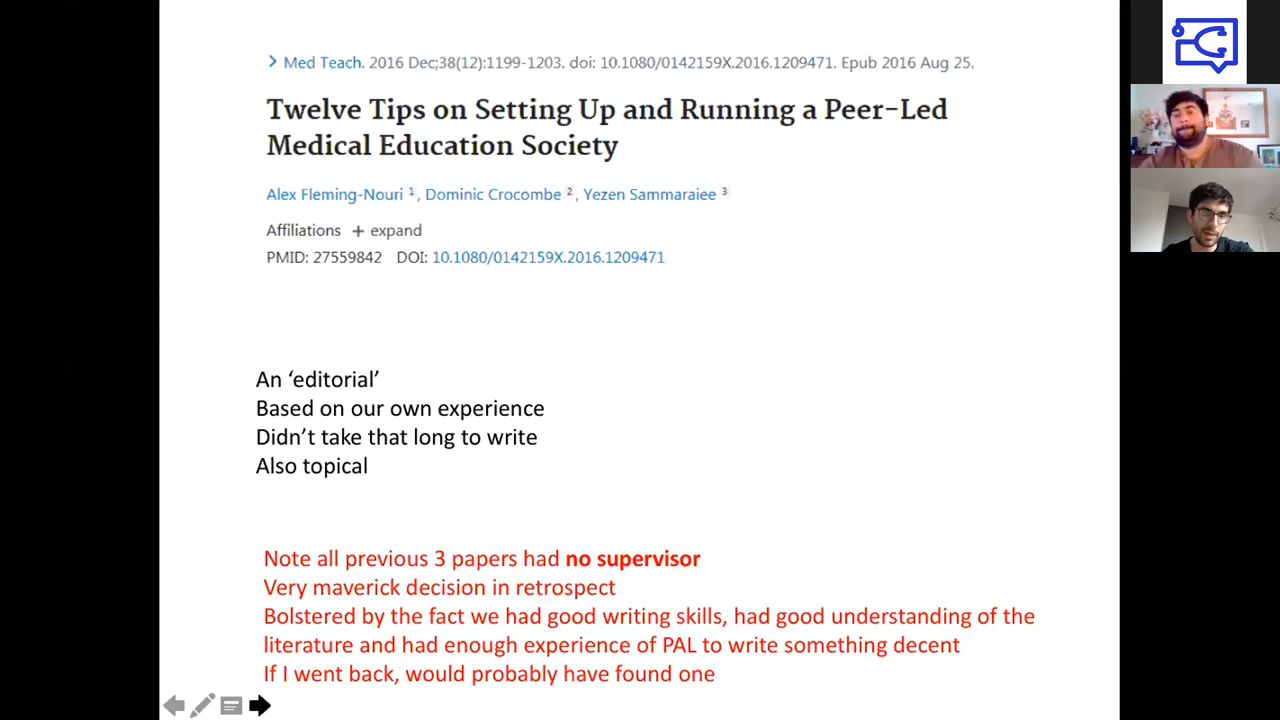 Med Teach. 2016 Dec;38(12):1199-1203. doi: 10.1080/0142159X.2016.1209471. Epub 2016 Aug 25.
Twelve Tips on Setting Up and Running a Peer-Led
Medical Education Society
Alex Fleming-Nouri 1, Dominic Crocombe 2, Yezen Sammaraiee 3
Affiliations + expand
PMID: 27559842 DOI: 10.1080/0142159X.2016.1209471
An ‘editorial’
Based on our own experience
Didn’t take that long to write
Also topical
Note all previous 3 papers had no supervisor
Very maverick decision in retrospect
Bolstered by the fact we had good writing skills, had good understanding of the
literature and had enough experience of PAL to write something decent
If I went back, would probably have found one